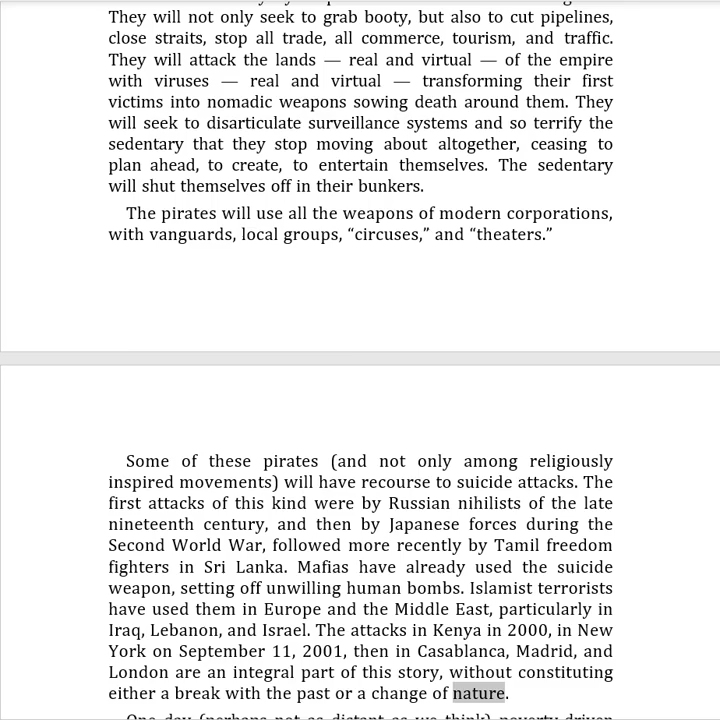 They will not only seek to grab booty, but also to cut pipelines,
close straits, stop all trade, all commerce, tourism, and traffic.
They will attack the lands — real and virtual — of the empire
with viruses — real and virtual — transforming their first
victims into nomadic weapons sowing death around them. They
will seek to disarticulate surveillance systems and so terrify the
sedentary that they stop moving about altogether, ceasing to
plan ahead, to create, to entertain themselves. The sedentary
will shut themselves off in their bunkers.
The pirates will use all the weapons of modern corporations,
with vanguards, local groups, “circuses,” and “theaters.”
Some of these pirates (and not only among religiously
inspired movements) will have recourse to suicide attacks. The
first attacks of this kind were by Russian nihilists of the late
nineteenth century, and then by Japanese forces during the
Second World War, followed more recently by Tamil freedom
fighters in Sri Lanka. Mafias have already used the suicide
weapon, setting off unwilling human bombs. Islamist terrorists
have used them in Europe and the Middle East, particularly in
Iraq, Lebanon, and Israel. The attacks in Kenya in 2000, in New
York on September 11, 2001, then in Casablanca, Madrid, and
London are an integral part of this story, without constituting
either a break with the past or a change of nature.
One day (perhaps not as distant as we think) poverty-driven